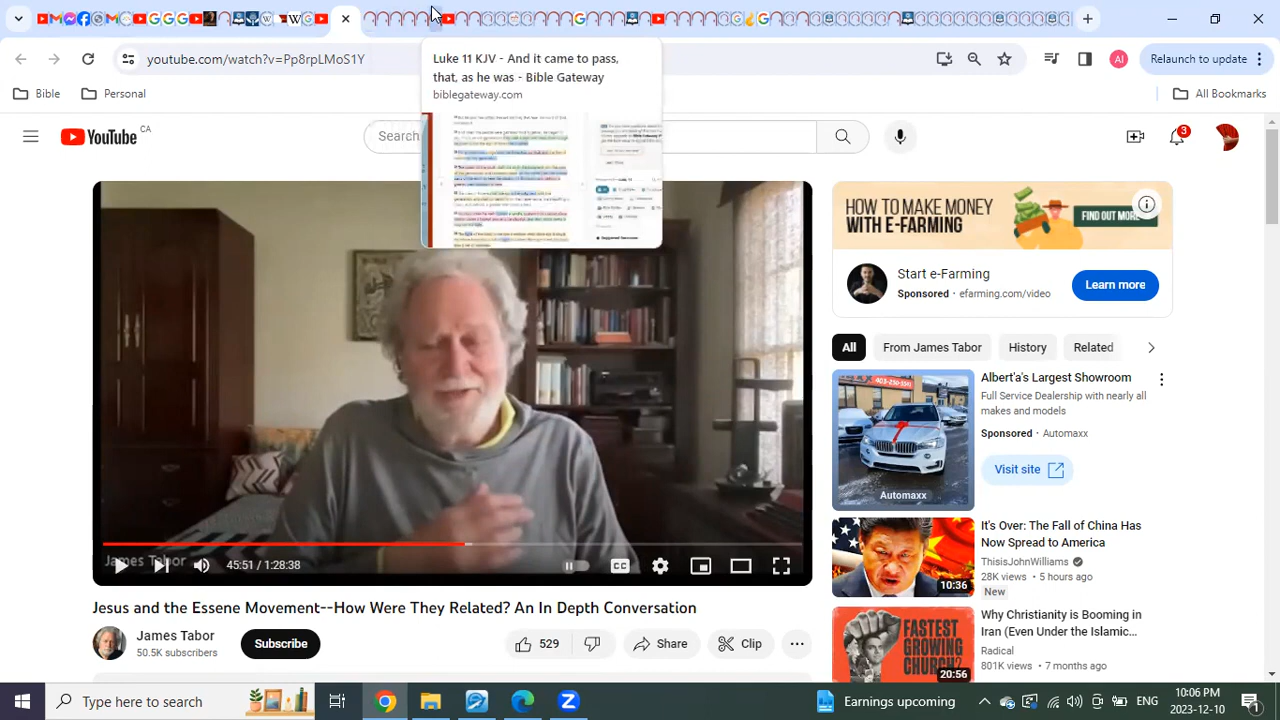 youtube.com/watch?v=Pp8rpLMoS1Y
Relaunch to update
Bible
Personal
All Bookmarks
Luke 11 KJV - And it came to pass,
that, as he was - Bible Gateway
biblegateway.com
YouTube CA
Search
HOW TO MAKE MONEY
WITH E-FARMING
FIND OUT MORE
Start e-Farming
Sponsored · efarming.com/video
Learn more
All
From James Tabor
History
Related
Albert'a's Largest Showroom
Full Service Dealership with nearly all
makes and models
Sponsored · Automaxx
Visit site
Automaxx
It's Over: The Fall of China Has
Now Spread to America
ThisisJohnWilliams
28K views • 5 hours ago
New
10:36
Why Christianity is Booming in
Iran (Even Under the Islamic...
Radical
801K views • 7 months ago
FASTEST
GROWING
CHURCH?
20:56
James Tabor
45:51 / 1:28:38
CC
Jesus and the Essene Movement--How Were They Related? An In Depth Conversation
James Tabor
50.5K subscribers
Subscribe
529
Share
Clip
Type here to search
Earnings upcoming
ENG
10:06 PM
2023-12-10